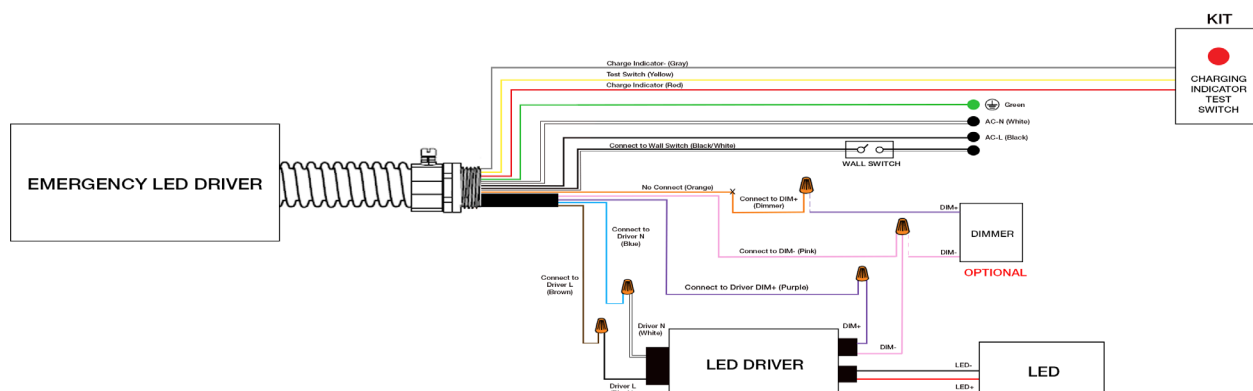 KIT
Charge Indicator- (Gray)
Test Switch (Yellow)
Charge Indicator (Red)
CHARGING
INDICATOR
TEST
SWITCH
Green
AC-N (White)
AC-L (Black)
Connect to Wall Switch (Black/White)
WALL SWITCH
EMERGENCY LED DRIVER
No Connect (Orange)
Connect to DIM+
(Dimmer)
DIM+
DIMMER
DIM-
OPTIONAL
Connect to
Driver N
(Blue)
Connect to DIM- (Pink)
Connect to
Driver L
(Brown)
Connect to Driver DIM+ (Purple)
Driver N
(White)
DIM+
DIM-
LED DRIVER
LED-
LED+
LED
Driver L